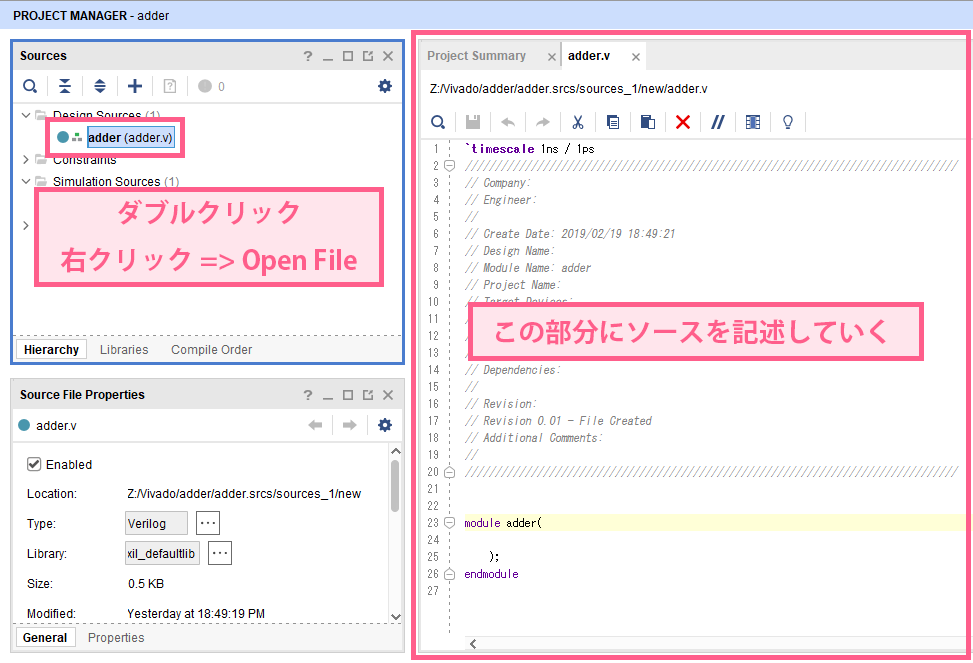 PROJECT MANAGER - adder
Sources
0
Design Sources (1)
adder (adder.v)
Constraints
Simulation Sources (1)
ダブルクリック
右クリック => Open File
Hierarchy Libraries Compile Order
Source File Properties
adder.v
Enabled
Location: Z:/Vivado/adder/adder.srcs/sources_1/new
Type: Verilog
Library: xil_defaultlib
Size: 0.5 KB
Modified: Yesterday at 18:49:19 PM
General Properties
Project Summary adder.v
Z:/Vivado/adder/adder.srcs/sources_1/new/adder.v
1 `timescale 1ns / 1ps
2 //////////////////////////////////////////////////////////////////////////////////
3 // Company:
4 // Engineer:
5 //
6 // Create Date: 2019/02/19 18:49:21
7 // Design Name:
8 // Module Name: adder
9 // Project Name:
10 // Target Devices:
11
この部分にソースを記述していく
13
14 // Dependencies:
15 //
16 // Revision:
17 // Revision 0.01 - File Created
18 // Additional Comments:
19 //
20 //////////////////////////////////////////////////////////////////////////////////
21
22
23 module adder(
24
25 );
26 endmodule
27